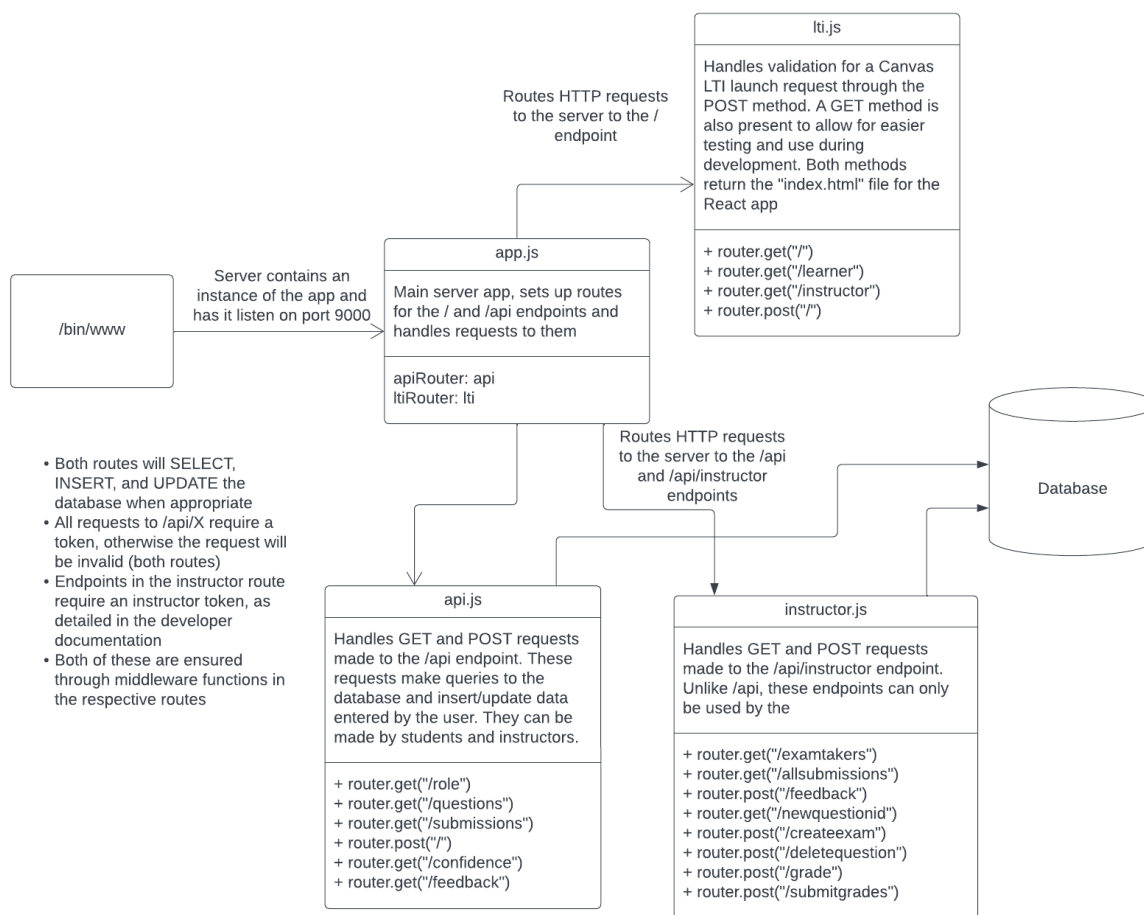 lti.js
Handles validation for a Canvas
LTI launch request through the
POST method. A GET method is
also present to allow for easier
testing and use during
development. Both methods
return the "index.html" file for the
React app
+ router.get("/")
+ router.get("/learner")
+ router.get("/instructor")
+ router.post("/")
Routes HTTP requests
to the server to the /
endpoint
app.js
Main server app, sets up routes
for the / and /api endpoints and
handles requests to them
apiRouter: api
ltiRouter: lti
Server contains an
instance of the app and
has it listen on port 9000
/bin/www
Routes HTTP requests
to the server to the /api
and /api/instructor
endpoints
Database
• Both routes will SELECT,
INSERT, and UPDATE the
database when appropriate
• All requests to /api/X require a
token, otherwise the request will
be invalid (both routes)
• Endpoints in the instructor route
require an instructor token, as
detailed in the developer
documentation
• Both of these are ensured
through middleware functions in
the respective routes
api.js
Handles GET and POST requests
made to the /api endpoint. These
requests make queries to the
database and insert/update data
entered by the user. They can be
made by students and instructors.
+ router.get("/role")
+ router.get("/questions")
+ router.get("/submissions")
+ router.post("/")
+ router.get("/confidence")
+ router.get("/feedback")
instructor.js
Handles GET and POST requests
made to the /api/instructor endpoint.
Unlike /api, these endpoints can only
be used by the
+ router.get("/examtakers")
+ router.get("/allsubmissions")
+ router.post("/feedback")
+ router.get("/newquestionid")
+ router.post("/createexam")
+ router.post("/deletequestion")
+ router.post("/grade")
+ router.post("/submitgrades")